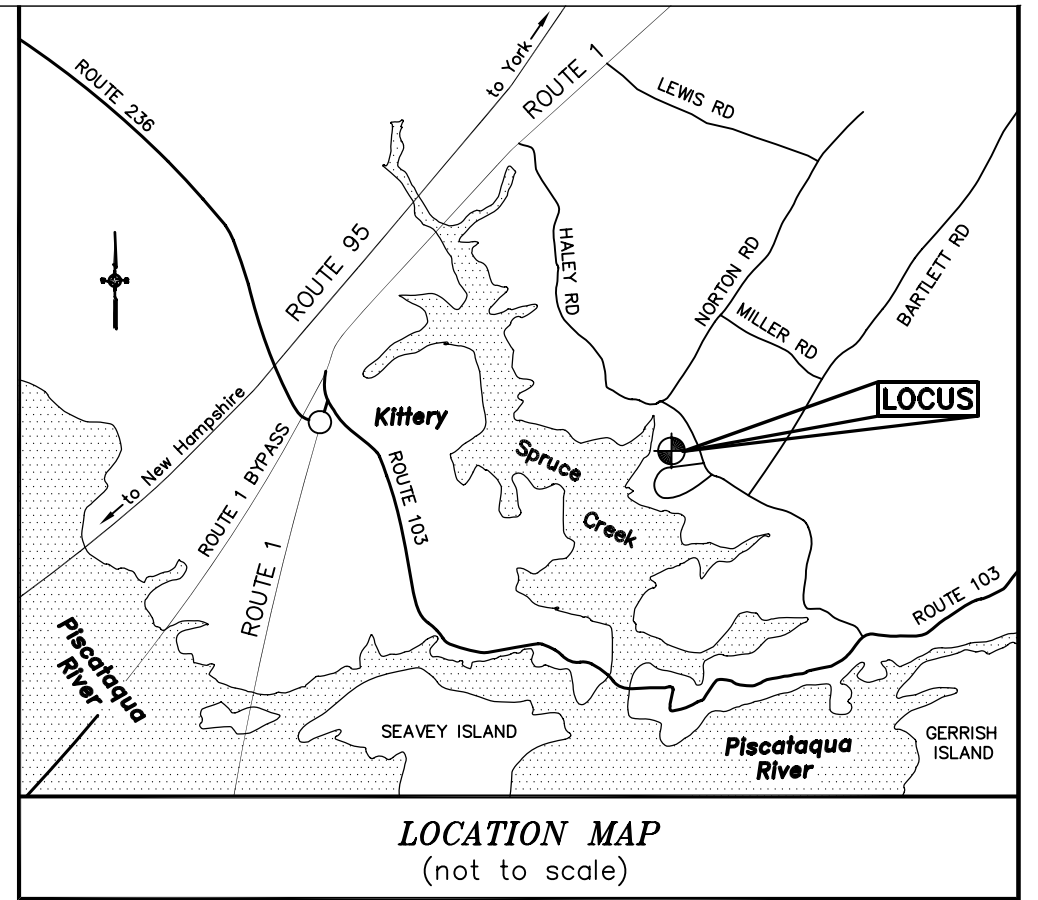 to York
ROUTE 1
ROUTE 236
LEWIS RD
ROUTE 95
HALEY RD
NORTON RD
BARTLETT RD
MILLER RD
LOCUS
to New Hampshire
Kittery
ROUTE 1 BYPASS
ROUTE 103
Spruce
Creek
ROUTE 1
ROUTE 103
Piscataqua
River
SEAVEY ISLAND
Piscataqua
River
GERRISH
ISLAND
LOCATION MAP
(not to scale)